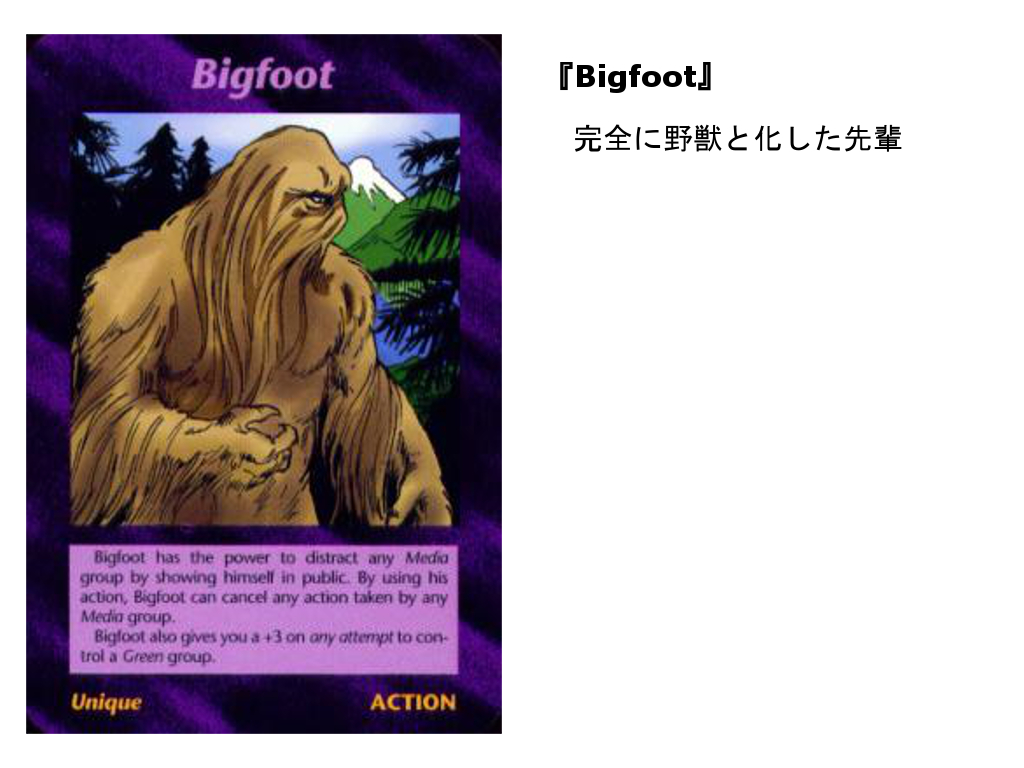 Bigfoot
Bigfoot has the power to distract any Media
group by showing himself in public. By using his
action, Bigfoot can cancel any action taken by any
Media group.
Bigfoot also gives you a +3 on any attempt to con-
trol a Green group.
Unique
ACTION
『Bigfoot』
完全に野獣と化した先輩